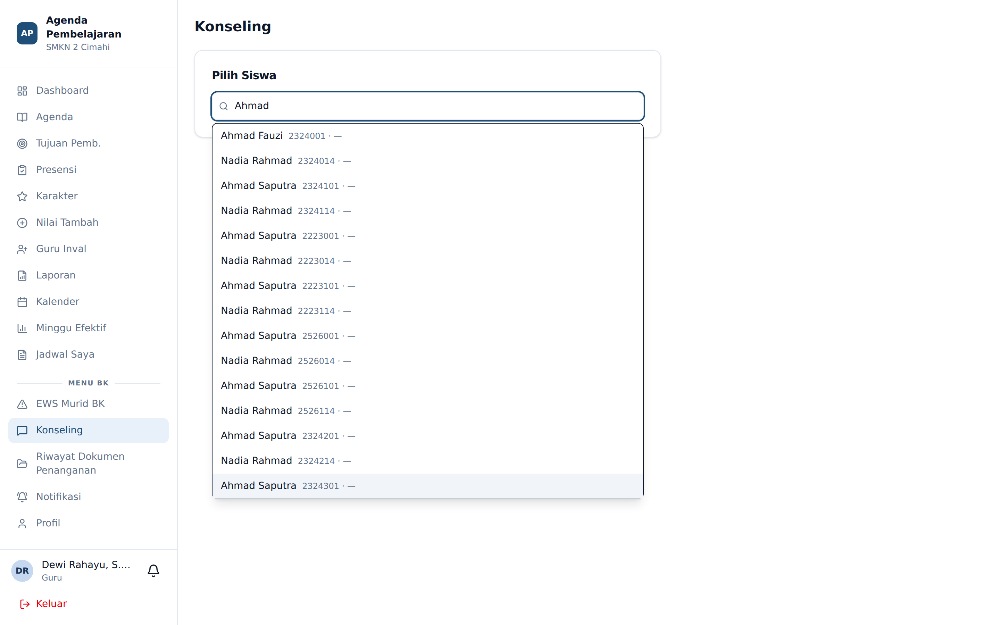 AP
Agenda
Pembelajaran
SMKN 2 Cimahi
Dashboard
Agenda
Tujuan Pemb.
Presensi
Karakter
Nilai Tambah
Guru Inval
Laporan
Kalender
Minggu Efektif
Jadwal Saya
MENU BK
EWS Murid BK
Konseling
Riwayat Dokumen
Penanganan
Notifikasi
Profil
DR
Dewi Rahayu, S....
Guru
Keluar
Konseling
Pilih Siswa
Ahmad
Ahmad Fauzi 2324001 · —
Nadia Rahmad 2324014 · —
Ahmad Saputra 2324101 · —
Nadia Rahmad 2324114 · —
Ahmad Saputra 2223001 · —
Nadia Rahmad 2223014 · —
Ahmad Saputra 2223101 · —
Nadia Rahmad 2223114 · —
Ahmad Saputra 2526001 · —
Nadia Rahmad 2526014 · —
Ahmad Saputra 2526101 · —
Nadia Rahmad 2526114 · —
Ahmad Saputra 2324201 · —
Nadia Rahmad 2324214 · —
Ahmad Saputra 2324301 · —